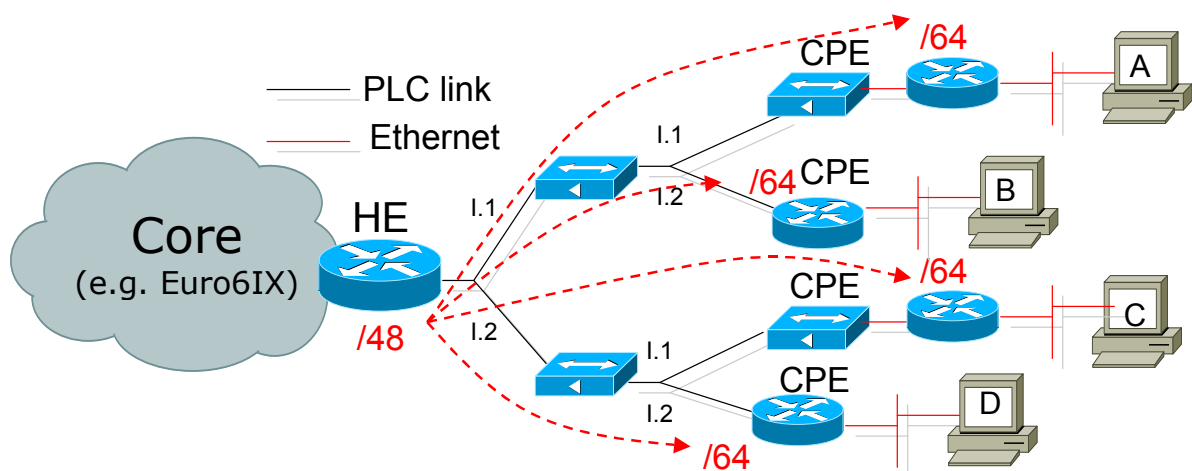 PLC link
Ethernet
Core
(e.g. Euro6IX)
HE
/48
I.1
I.2
I.1
I.2
CPE
/64
A
/64
CPE
B
I.1
I.2
CPE
/64
C
CPE
/64
D